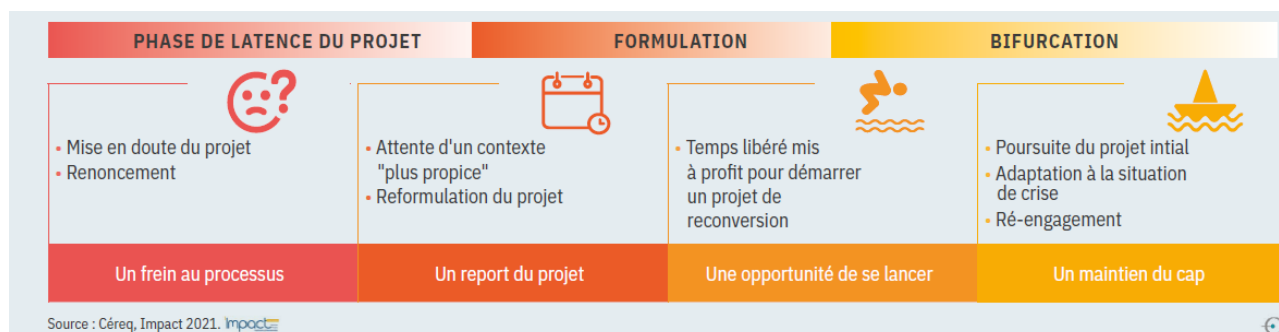 PHASE DE LATENCE DU PROJET
FORMULATION
BIFURCATION
?
• Mise en doute du projet
• Renoncement
• Attente d'un contexte
"plus propice"
• Reformulation du projet
• Temps libéré mis
à profit pour démarrer
un projet de
reconversion
• Poursuite du projet intial
• Adaptation à la situation
de crise
• Ré-engagement
Un frein au processus
Un report du projet
Une opportunité de se lancer
Un maintien du cap
Source : Céreq, Impact 2021. Impact